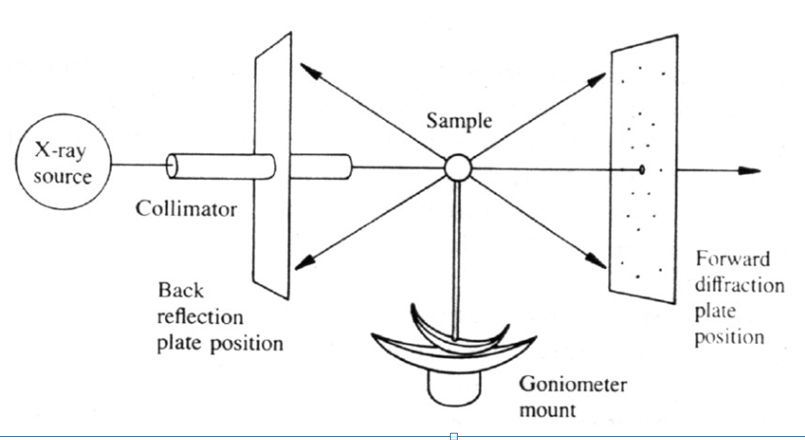 X-ray
source
Collimator
Back
reflection
plate position
Sample
Goniometer
mount
Forward
diffraction
plate
position